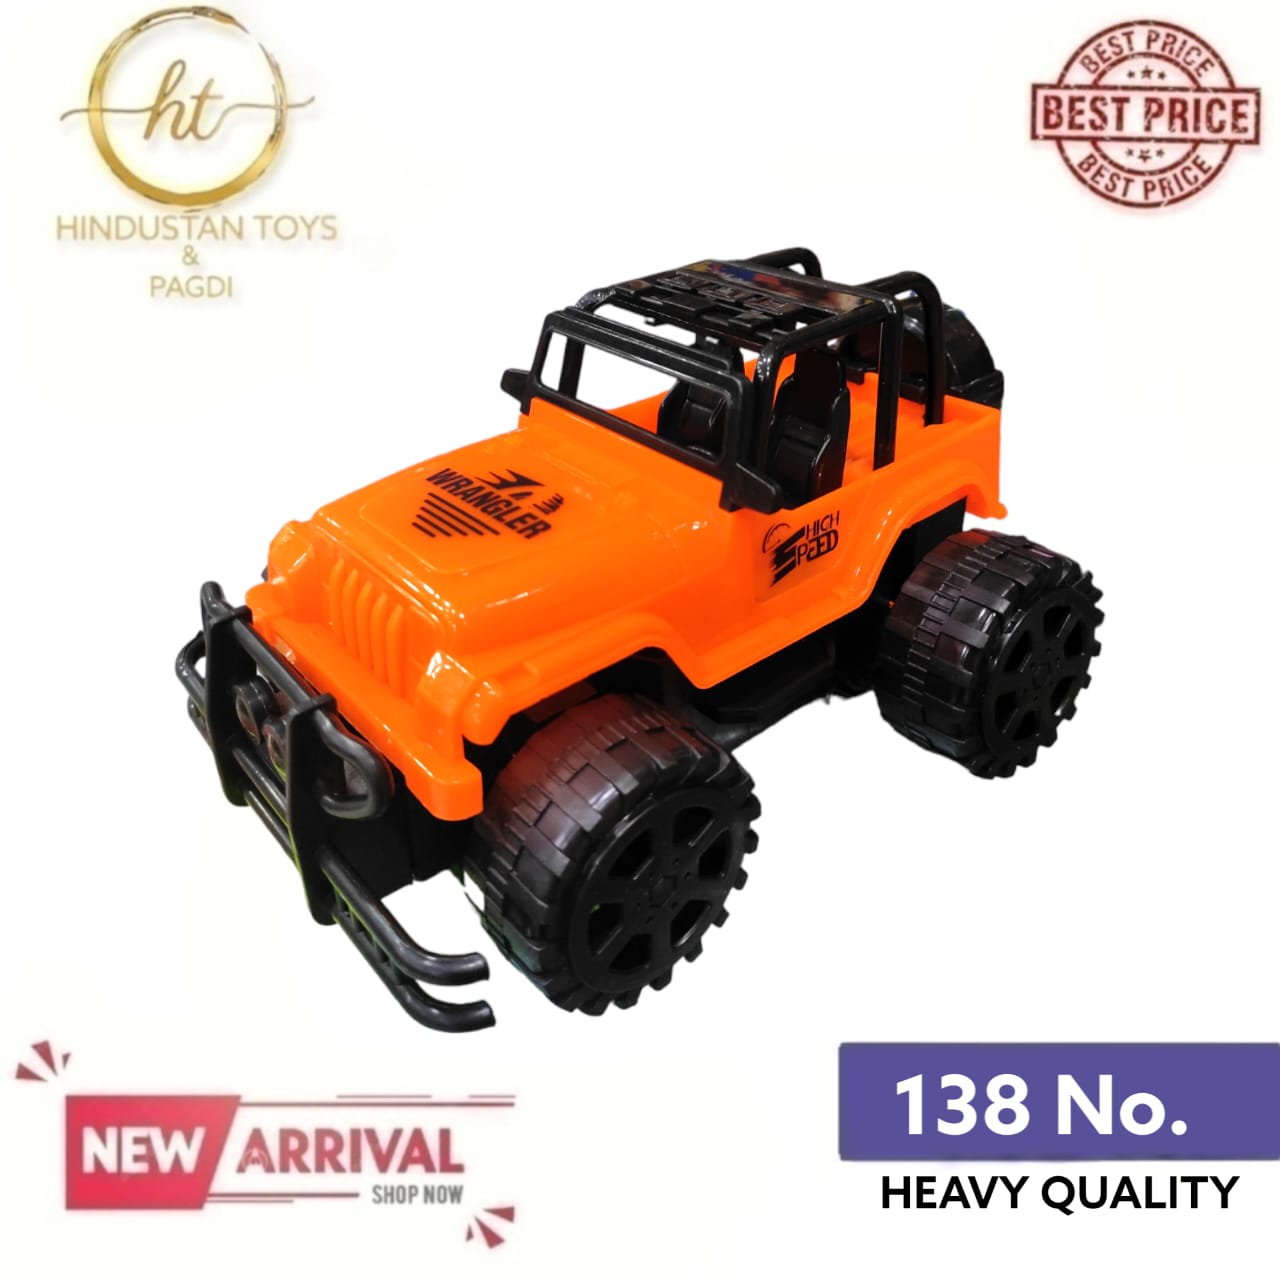 ht
HINDUSTAN TOYS
&
PAGDI
BEST PRICE
BEST PRICE
BEST PRICE
WRANGLER
HIGH
SPEED
NEW ARRIVAL
SHOP NOW
138 No.
HEAVY QUALITY